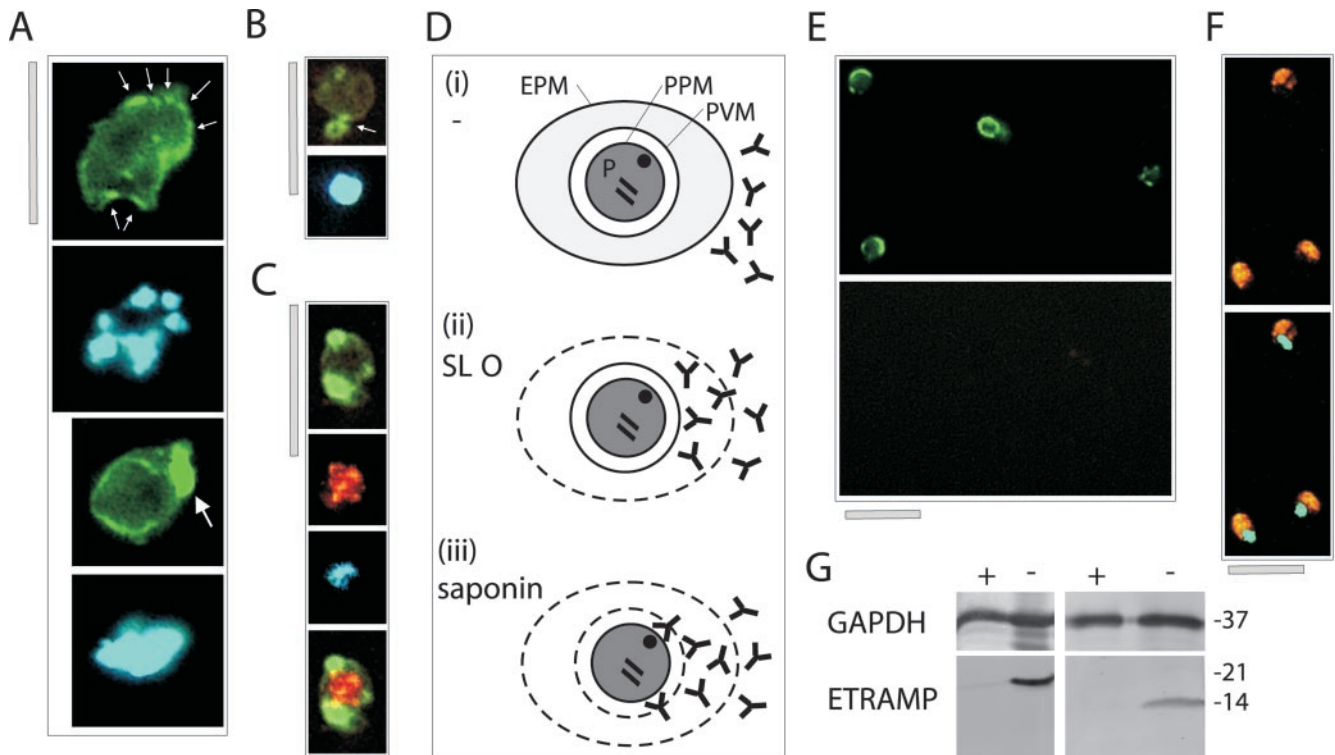 A
B
C
D
E
F
G
(i)
-
EPM
PPM
PVM
P
(ii)
SL O
(iii)
saponin
+ - + -
GAPDH
-37
ETRAMP
-21
-14